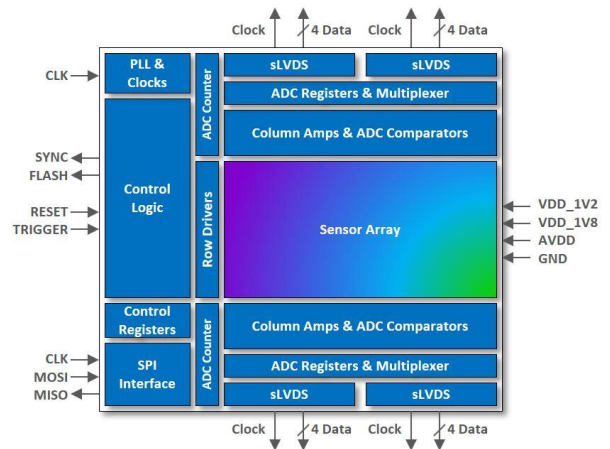 Clock 4 Data Clock 4 Data
PLL & Clocks
ADC Counter
sLVDS sLVDS
CLK
ADC Registers & Multiplexer
Column Amps & ADC Comparators
SYNC
FLASH
Control Logic
RESET
TRIGGER
Row Drivers
Sensor Array
VDD_1V2
VDD_1V8
AVDD
GND
Control Registers
ADC Counter
Column Amps & ADC Comparators
CLK
MOSI
MISO
SPI Interface
ADC Registers & Multiplexer
sLVDS sLVDS
Clock 4 Data Clock 4 Data